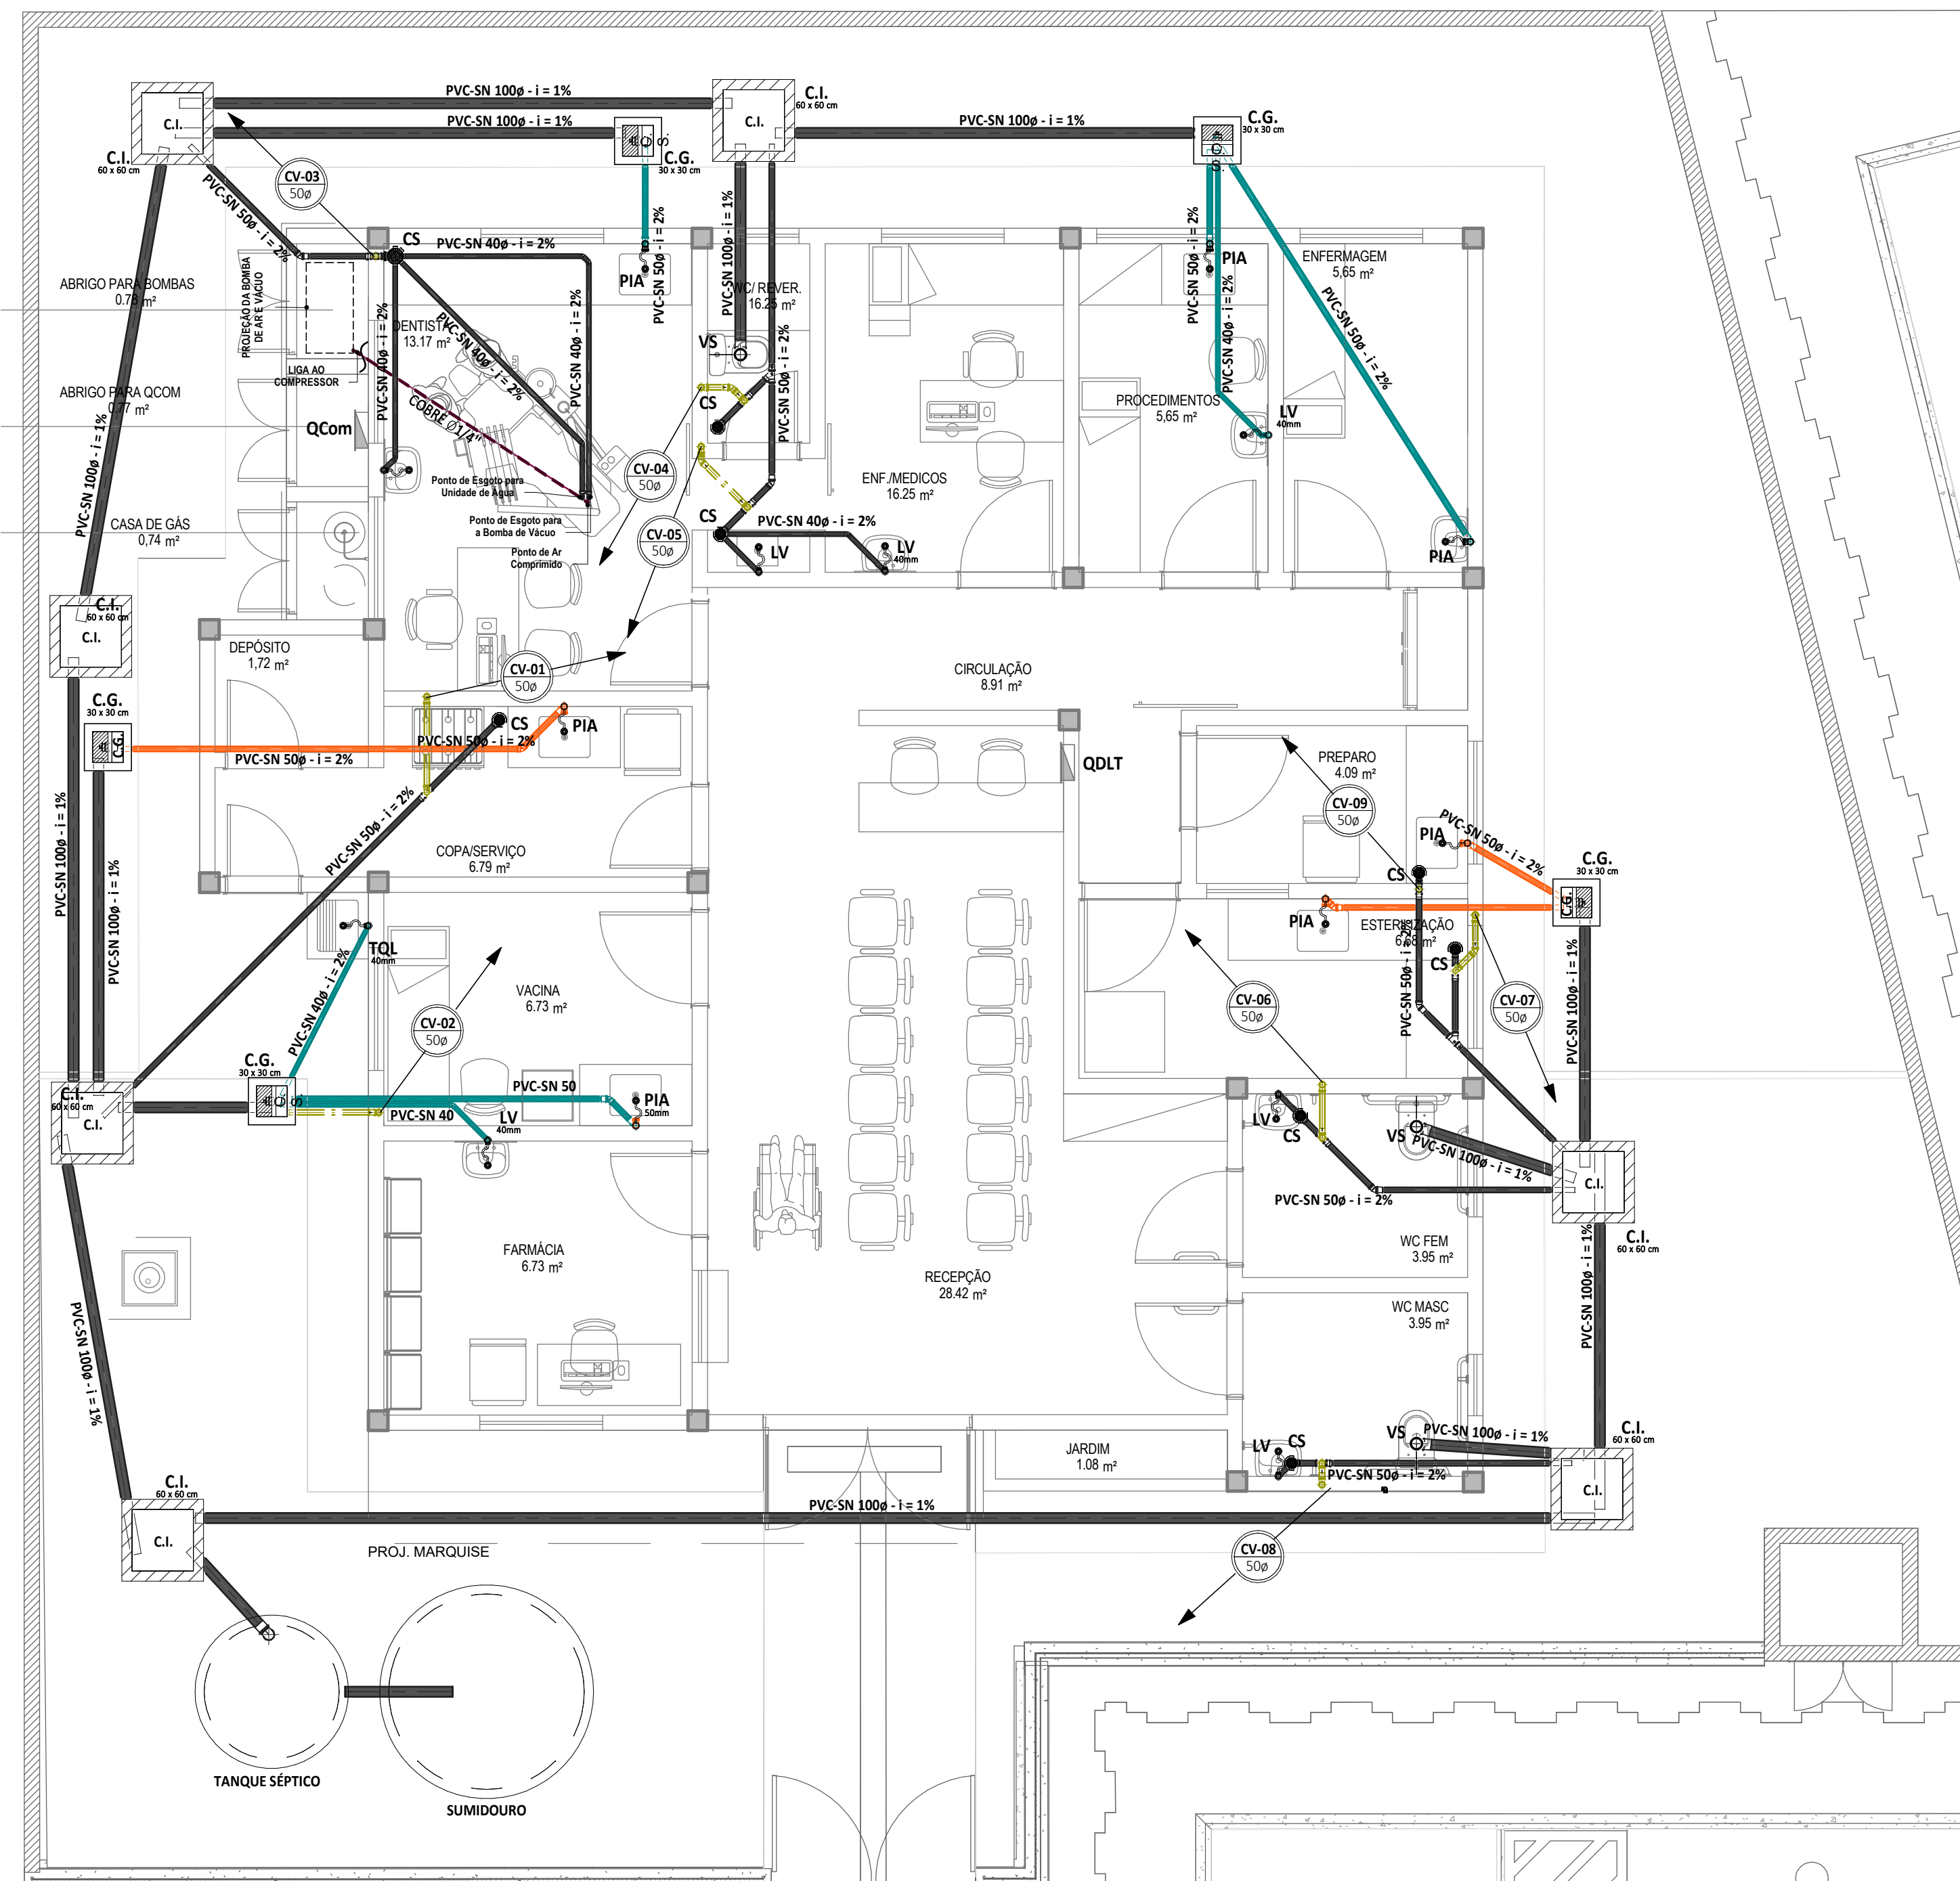 PVC-SN 100ø - i = 1%
C.I.
60 x 60 cm
C.I.
C.I.
PVC-SN 100ø - i = 1%
PVC-SN 100ø - i = 1%
C.G.
30 x 30 cm
C.I.
60 x 60 cm
C.G.
30 x 30 cm
CV-03
50ø
PVC-SN 50ø - i = 2%
CS
PVC-SN 40ø - i = 2%
PVC-SN 50ø - i = 2%
PVC-SN 100ø - i = 1%
PVC-SN 50ø - i = 2%
PIA
PIA
ENFERMAGEM
5,65 m²
ABRIGO PARA BOMBAS
0.78 m²
PROJEÇÃO DA BOMBA
DE AR E VÁCUO
WC/ REVER.
16.25 m²
DENTISTA
13.17 m²
PVC-SN 40ø - i = 2%
PVC-SN 40ø - i = 2%
PVC-SN 40ø - i = 2%
VS
PVC-SN 50ø - i = 2%
PVC-SN 40ø - i = 2%
PVC-SN 50ø - i = 2%
LIGA AO
COMPRESSOR
ABRIGO PARA QCOM
0.77 m²
COBRE Ø1/4"
CS
PROCEDIMENTOS
5,65 m²
LV
40mm
QCom
PVC-SN 100ø - i = 1%
CV-04
50ø
ENF./MEDICOS
16.25 m²
Ponto de Esgoto para
Unidade de Agua
Ponto de Esgoto para
a Bomba de Vácuo
CASA DE GÁS
0,74 m²
CS
PVC-SN 40ø - i = 2%
CV-05
50ø
Ponto de Ar
Comprimido
LV
LV
40mm
PIA
C.I.
60 x 60 cm
C.I.
DEPÓSITO
1,72 m²
CV-01
50ø
CIRCULAÇÃO
8.91 m²
C.G.
30 x 30 cm
C.G.
CS
PIA
PVC-SN 50ø - i = 2%
PVC-SN 50ø - i = 2%
QDLT
PREPARO
4.09 m²
CV-09
50ø
PVC-SN 100ø - i = 1%
PVC-SN 100ø - i = 1%
PVC-SN 50ø - i = 2%
PIA
PVC-SN 50ø - i = 2%
COPA/SERVIÇO
6.79 m²
CS
C.G.
30 x 30 cm
C.G.
PIA
ESTERILIZAÇÃO
6.68 m²
TQL
40mm
PVC-SN 40ø - i = 2%
CS
PVC-SN 50ø - i = 2%
VACINA
6.73 m²
CV-06
50ø
CV-07
50ø
PVC-SN 100ø - i = 1%
CV-02
50ø
C.G.
30 x 30 cm
C.I.
60 x 60 cm
C.I.
PVC-SN 50
PVC-SN 40
LV
40mm
PIA
50mm
LV
CS
VS
PVC-SN 100ø - i = 1%
C.I.
PVC-SN 50ø - i = 2%
C.I.
60 x 60 cm
FARMÁCIA
6.73 m²
WC FEM
3.95 m²
PVC-SN 100ø - i = 1%
RECEPÇÃO
28.42 m²
WC MASC
3.95 m²
PVC-SN 100ø - i = 1%
JARDIM
1.08 m²
LV
CS
VS
PVC-SN 100ø - i = 1%
C.I.
60 x 60 cm
PVC-SN 50ø - i = 2%
C.I.
C.I.
60 x 60 cm
C.I.
PVC-SN 100ø - i = 1%
PROJ. MARQUISE
CV-08
50ø
TANQUE SÉPTICO
SUMIDOURO